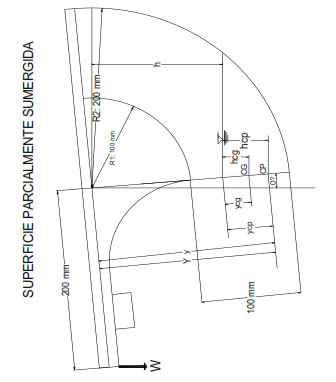 SUPERFICIE PARCIALMENTE SUMERGIDA
R2: 200 mm
h
R1: 100 mm
hcp
hcg
CG
CP
0??
ycg
ycp
y
Y
200 mm
100 mm
W